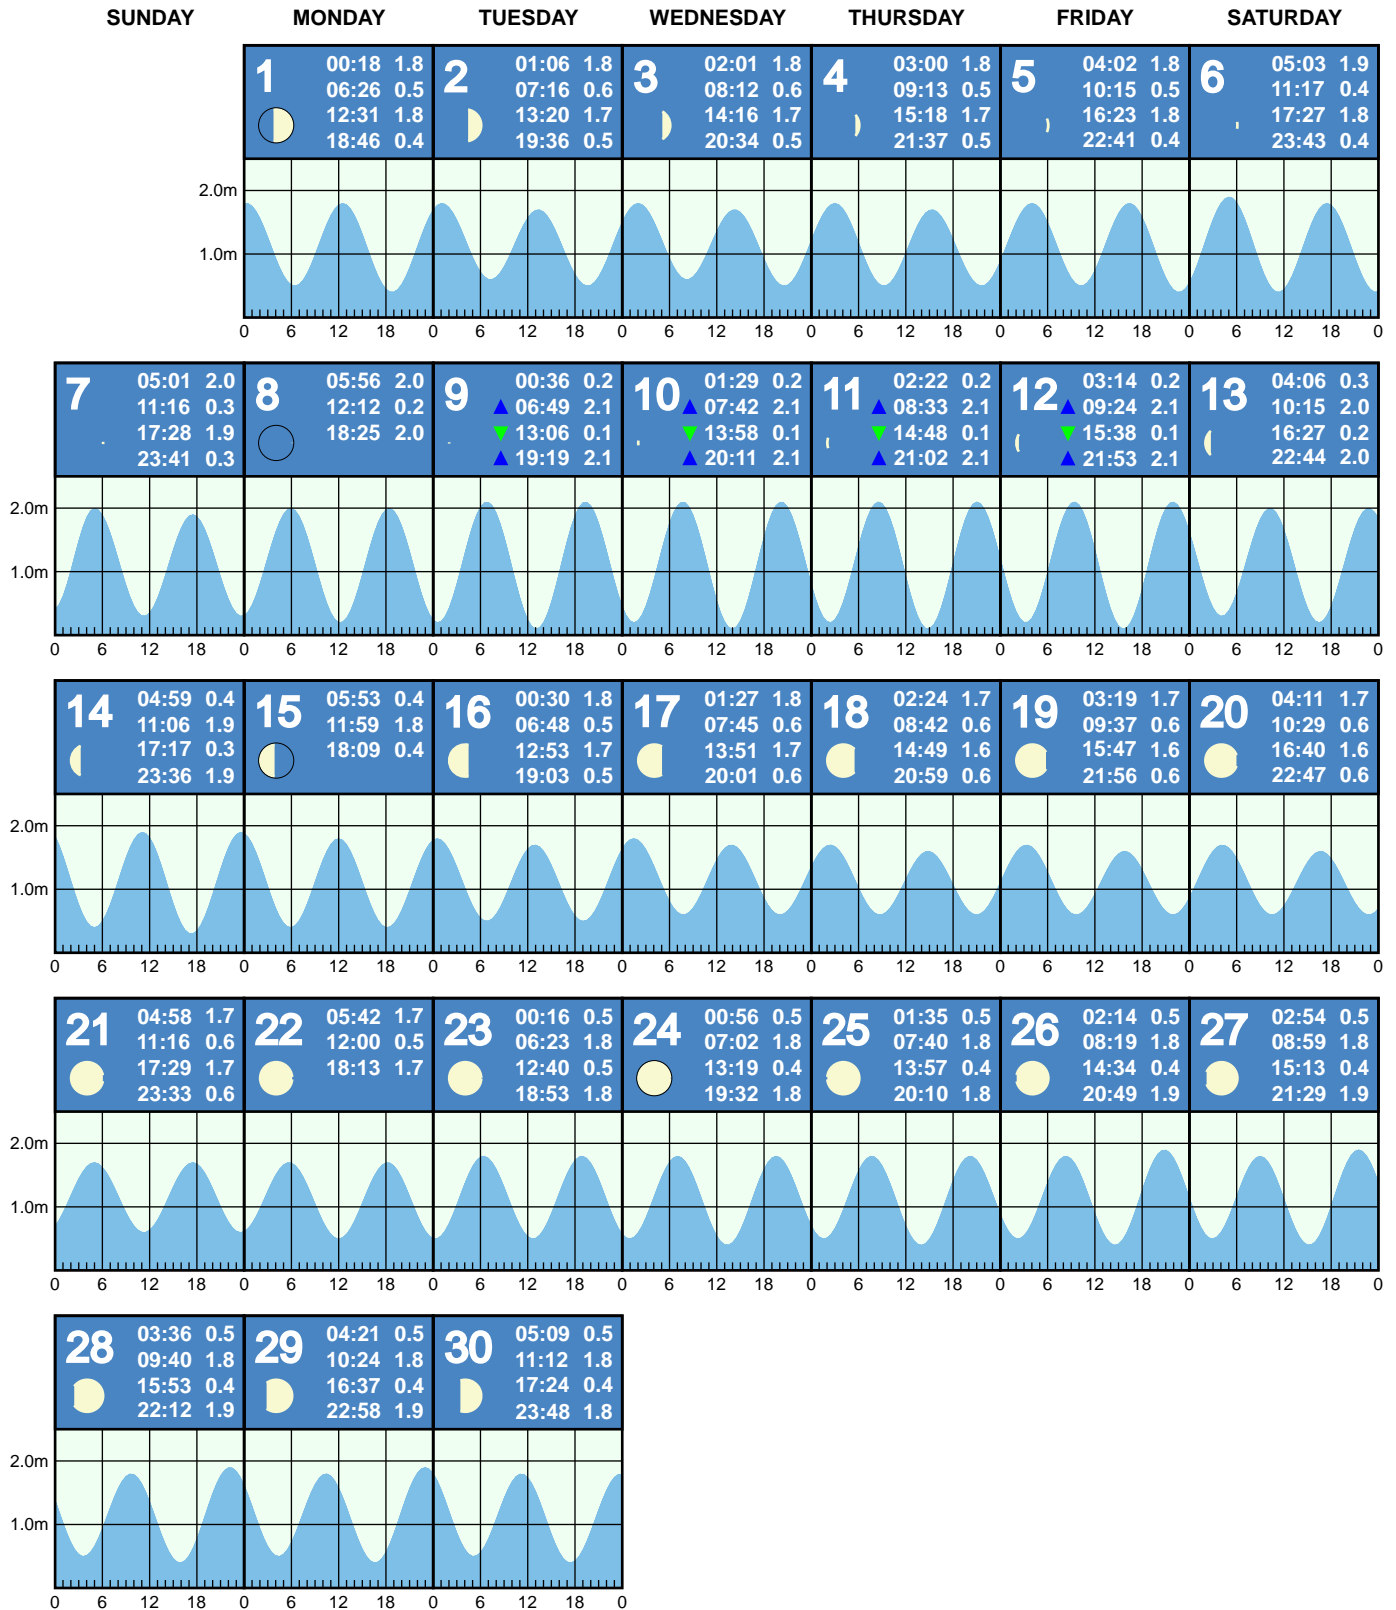 SUNDAY MONDAY TUESDAY WEDNESDAY THURSDAY FRIDAY SATURDAY
1 00:18 1.8
06:26 0.5
12:31 1.8
18:46 0.4
2 01:06 1.8
07:16 0.6
13:20 1.7
19:36 0.5
3 02:01 1.8
08:12 0.6
14:16 1.7
20:34 0.5
4 03:00 1.8
09:13 0.5
15:18 1.7
21:37 0.5
5 04:02 1.8
10:15 0.5
16:23 1.8
22:41 0.4
6 05:03 1.9
11:17 0.4
17:27 1.8
23:43 0.4
2.0m
1.0m
0 6 12 18 0 6 12 18 0 6 12 18 0 6 12 18 0 6 12 18 0 6 12 18 0
7 05:01 2.0
11:16 0.3
17:28 1.9
23:41 0.3
8 05:56 2.0
12:12 0.2
18:25 2.0
9 00:36 0.2
06:49 2.1
13:06 0.1
19:19 2.1
10 01:29 0.2
07:42 2.1
13:58 0.1
20:11 2.1
11 02:22 0.2
08:33 2.1
14:48 0.1
21:02 2.1
12 03:14 0.2
09:24 2.1
15:38 0.1
21:53 2.1
13 04:06 0.3
10:15 2.0
16:27 0.2
22:44 2.0
2.0m
1.0m
0 6 12 18 0 6 12 18 0 6 12 18 0 6 12 18 0 6 12 18 0 6 12 18 0 6 12 18 0
14 04:59 0.4
11:06 1.9
17:17 0.3
23:36 1.9
15 05:53 0.4
11:59 1.8
18:09 0.4
16 00:30 1.8
06:48 0.5
12:53 1.7
19:03 0.5
17 01:27 1.8
07:45 0.6
13:51 1.7
20:01 0.6
18 02:24 1.7
08:42 0.6
14:49 1.6
20:59 0.6
19 03:19 1.7
09:37 0.6
15:47 1.6
21:56 0.6
20 04:11 1.7
10:29 0.6
16:40 1.6
22:47 0.6
2.0m
1.0m
0 6 12 18 0 6 12 18 0 6 12 18 0 6 12 18 0 6 12 18 0 6 12 18 0 6 12 18 0
21 04:58 1.7
11:16 0.6
17:29 1.7
23:33 0.6
22 05:42 1.7
12:00 0.5
18:13 1.7
23 00:16 0.5
06:23 1.8
12:40 0.5
18:53 1.8
24 00:56 0.5
07:02 1.8
13:19 0.4
19:32 1.8
25 01:35 0.5
07:40 1.8
13:57 0.4
20:10 1.8
26 02:14 0.5
08:19 1.8
14:34 0.4
20:49 1.9
27 02:54 0.5
08:59 1.8
15:13 0.4
21:29 1.9
2.0m
1.0m
0 6 12 18 0 6 12 18 0 6 12 18 0 6 12 18 0 6 12 18 0 6 12 18 0 6 12 18 0
28 03:36 0.5
09:40 1.8
15:53 0.4
22:12 1.9
29 04:21 0.5
10:24 1.8
16:37 0.4
22:58 1.9
30 05:09 0.5
11:12 1.8
17:24 0.4
23:48 1.8
2.0m
1.0m
0 6 12 18 0 6 12 18 0 6 12 18 0